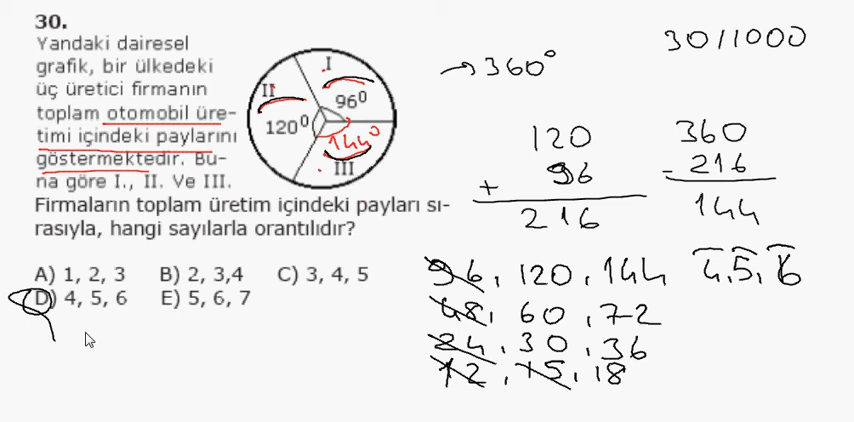 30.
Yandaki dairesel
grafik, bir ülkedeki
üç üretici firmanın
toplam otomobil üre-
timi içindeki paylarını
göstermektedir. Bu-
na göre I., II. Ve III.
Firmaların toplam üretim içindeki payları sı-
rasıyla, hangi sayılarla orantılıdır?
A) 1, 2, 3 B) 2, 3,4 C) 3, 4, 5
D) 4, 5, 6 E) 5, 6, 7
I
II
96⁰
120⁰
144⁰
III
→360°
30/1000
120
+ 96
216
360
- 216
144
96, 120, 144
4,5,6
48, 60, 72
24, 30, 36
12, 15, 18